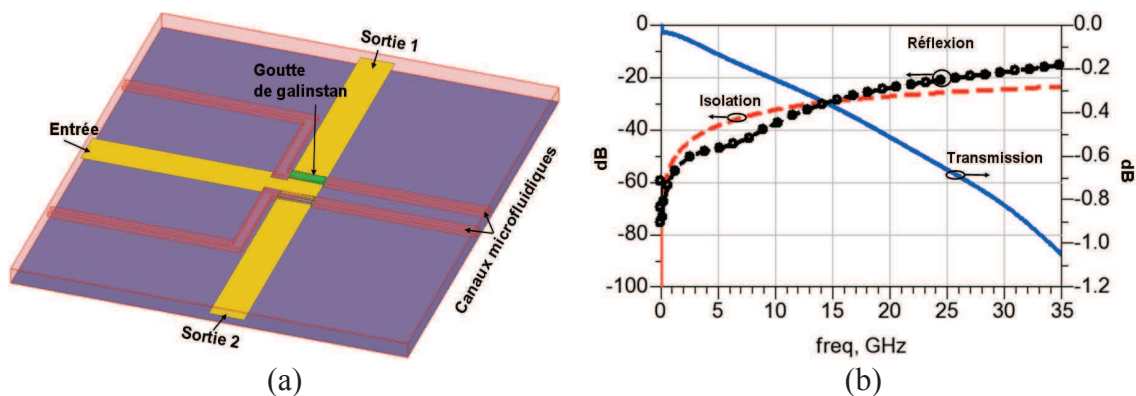 Sortie 1
Goutte
de galinstan
Entrée
Canaux microfluidiques
Sortie 2
(a)
0
-20
-40
-60
-80
-100
dB
0.0
-0.2
-0.4
-0.6
-0.8
-1.0
-1.2
dB
Réflexion
Isolation
Transmission
0 5 10 15 20 25 30 35
freq, GHz
(b)